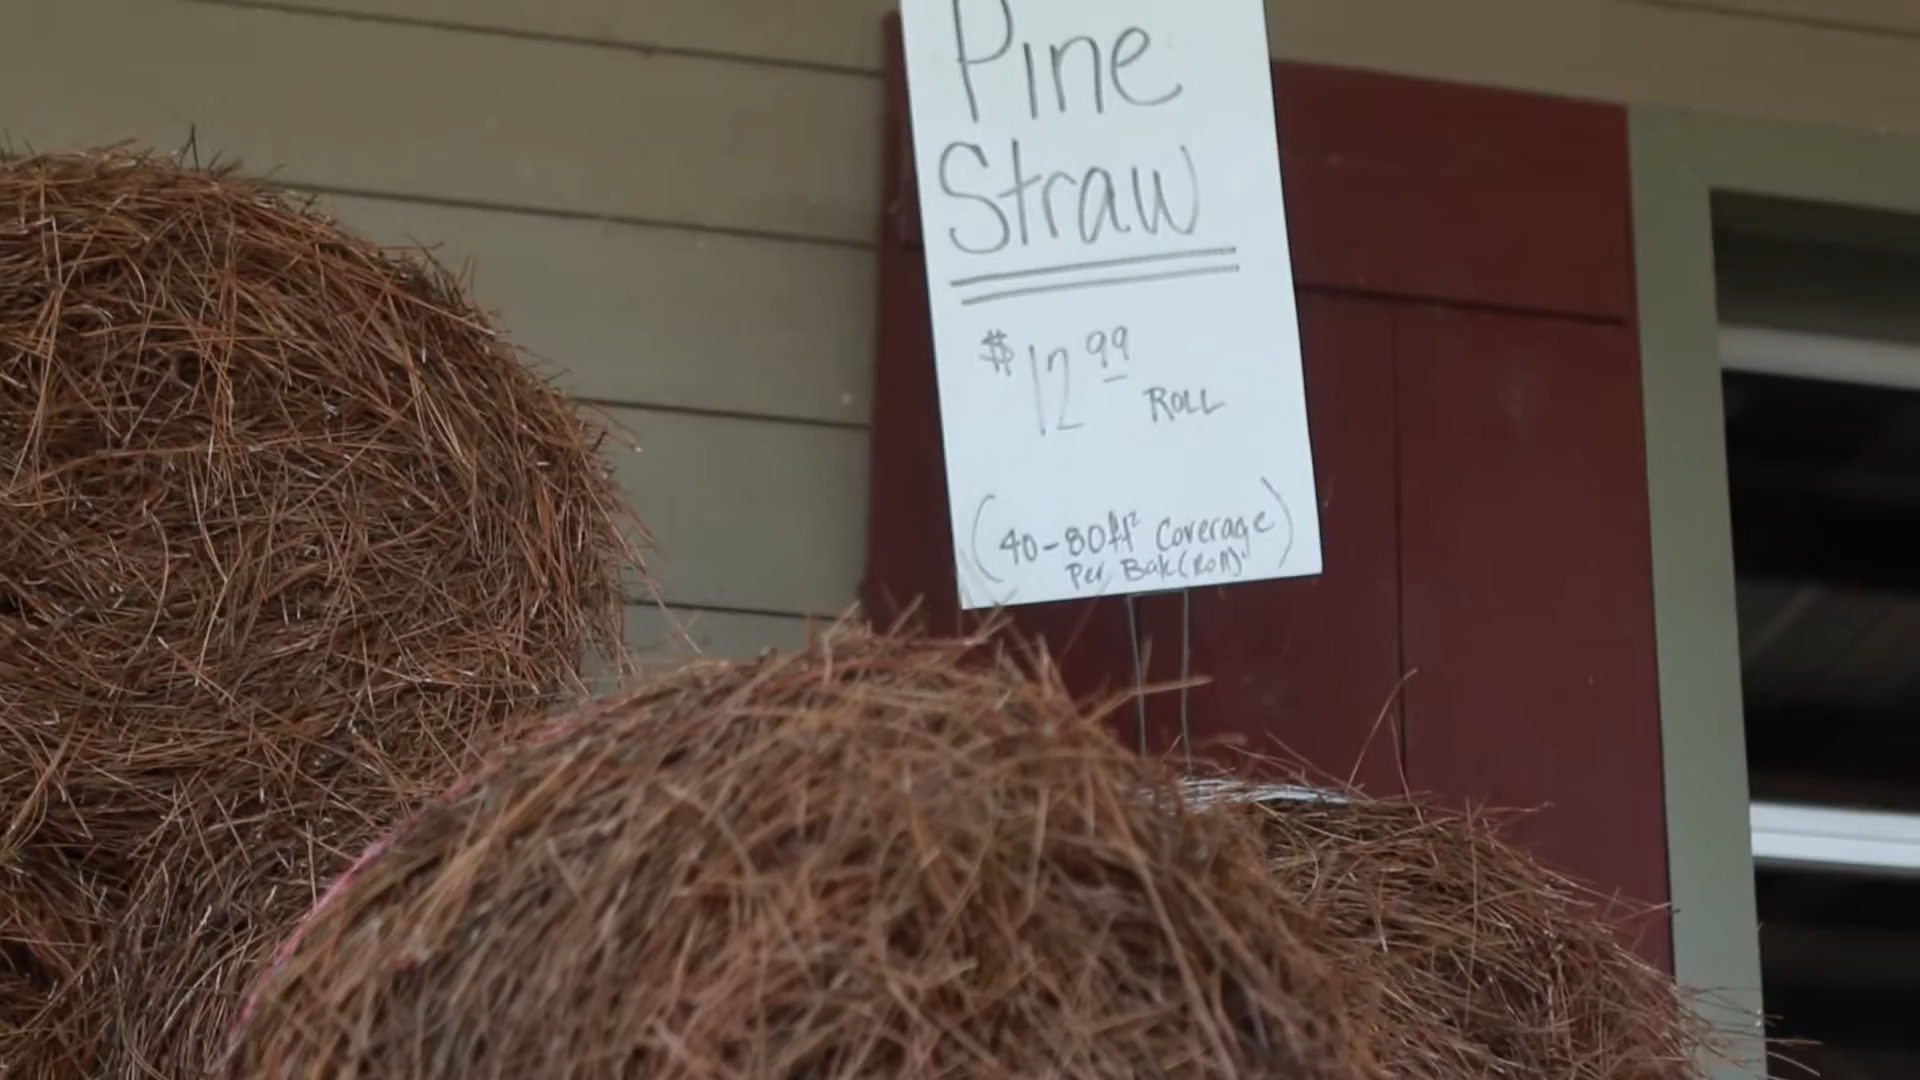 Pine
Straw
$12.99 ROLL
(40-80ft² Coverage)
Per Bale (Roll)